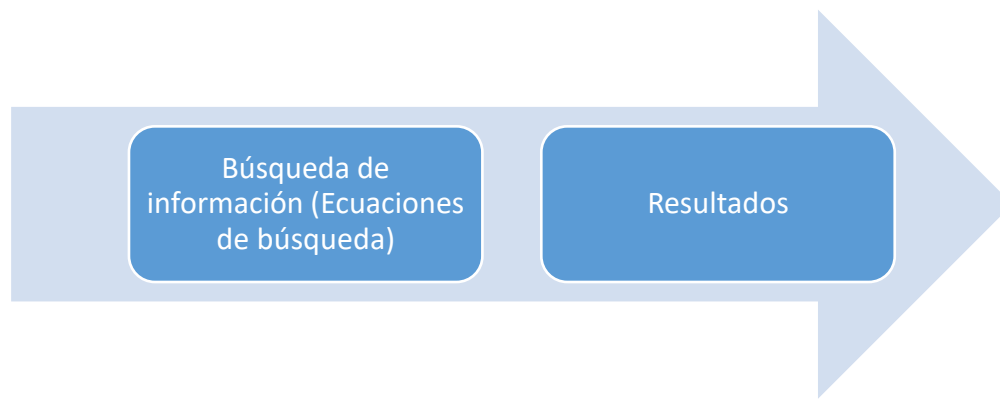 Búsqueda de
información (Ecuaciones
de búsqueda)
Resultados